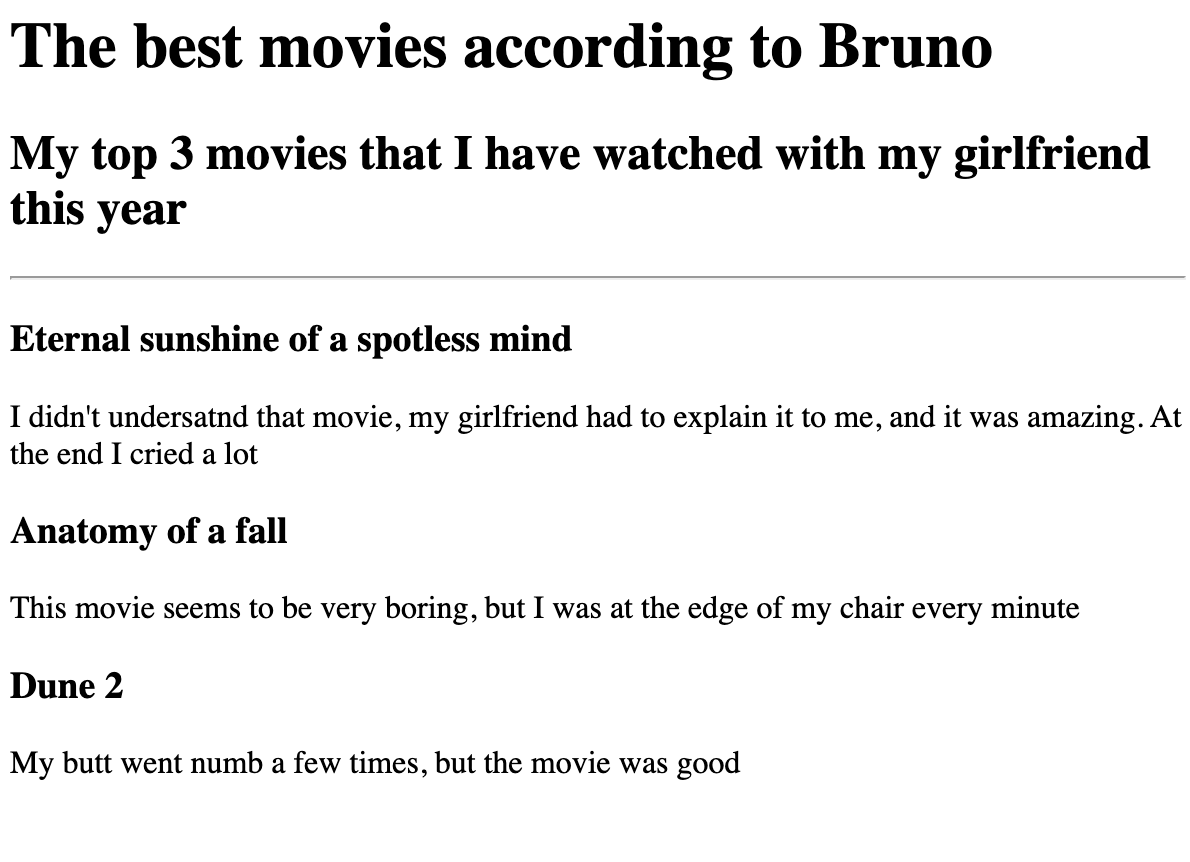 The best movies according to Bruno
My top 3 movies that I have watched with my girlfriend
this year
Eternal sunshine of a spotless mind
I didn't undersatnd that movie, my girlfriend had to explain it to me, and it was amazing. At
the end I cried a lot
Anatomy of a fall
This movie seems to be very boring, but I was at the edge of my chair every minute
Dune 2
My butt went numb a few times, but the movie was good